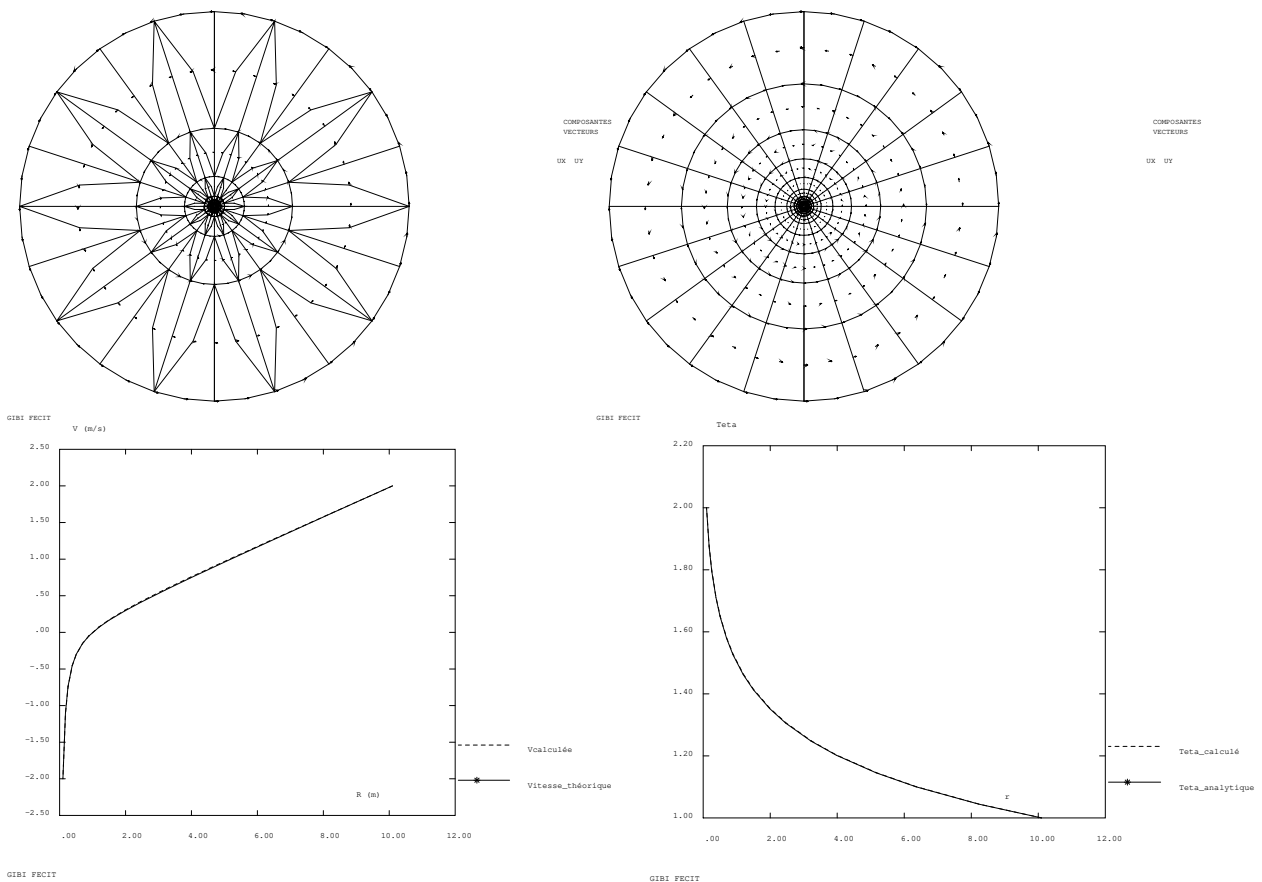 COMPOSANTES
VECTEURS
UX UY
COMPOSANTES
VECTEURS
UX UY
GIBI FECIT
GIBI FECIT
V (m/s)
2.50
2.00
1.50
1.00
.50
.00
-.50
-1.00
-1.50
-2.00
-2.50
.00 2.00 4.00 6.00 8.00 10.00 12.00
R (m)
Vcalculée
Vitesse_théorique
GIBI FECIT
Teta
2.20
2.00
1.80
1.60
1.40
1.20
1.00
.00 2.00 4.00 6.00 8.00 10.00 12.00
r
Teta_calculé
Teta_analytique
GIBI FECIT